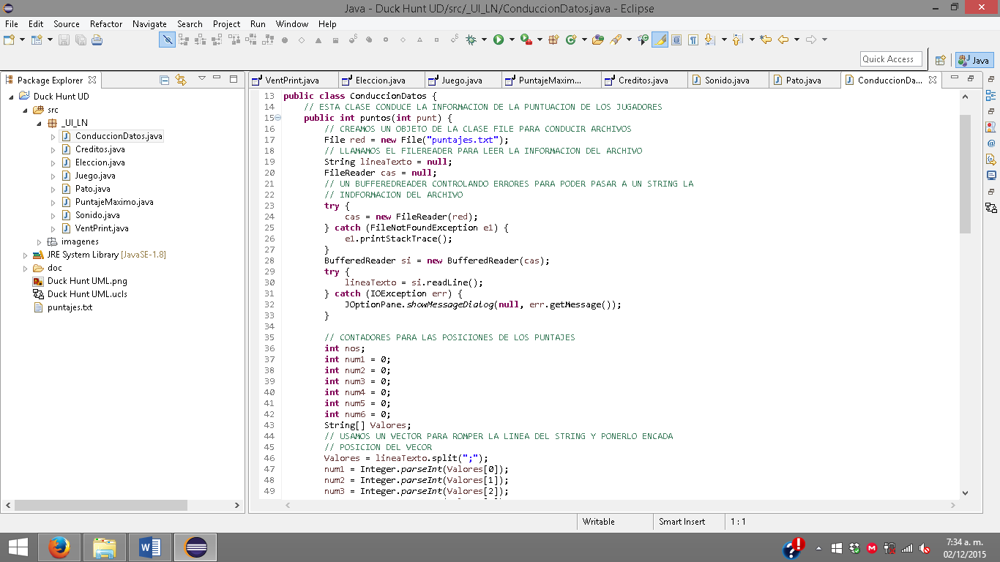 Java - Duck Hunt UD/src/_UI_LN/ConduccionDatos.java - Eclipse
File Edit Source Refactor Navigate Search Project Run Window Help
Quick Access
Java
Package Explorer
VentPrint.java Eleccion.java Juego.java PuntajeMaxim... Creditos.java Sonido.java Pato.java ConduccionDa...
Duck Hunt UD
src
_UI_LN
ConduccionDatos.java
Creditos.java
Eleccion.java
Juego.java
Pato.java
PuntajeMaximo.java
Sonido.java
VentPrint.java
imagenes
JRE System Library [JavaSE-1.8]
doc
Duck Hunt UML.png
Duck Hunt UML.ucls
puntajes.txt
13 public class ConduccionDatos {
14 // ESTA CLASE CONDUCE LA INFORMACION DE LA PUNTUACION DE LOS JUGADORES
15 public int puntos(int punt) {
16 // CREAMOS UN OBJETO DE LA CLASE FILE PARA CONDUCIR ARCHIVOS
17 File red = new File("puntajes.txt");
18 // LLAMAMOS EL FILEREADER PARA LEER LA INFORMACION DEL ARCHIVO
19 String lineaTexto = null;
20 FileReader cas = null;
21 // UN BUFFEREDREADER CONTROLANDO ERRORES PARA PODER PASAR A UN STRING LA
22 // INDFORMACION DEL ARCHIVO
23 try {
24 cas = new FileReader(red);
25 } catch (FileNotFoundException e1) {
26 e1.printStackTrace();
27 }
28 BufferedReader si = new BufferedReader(cas);
29 try {
30 lineaTexto = si.readLine();
31 } catch (IOException err) {
32 JOptionPane.showMessageDialog(null, err.getMessage());
33 }
34
35 // CONTADORES PARA LAS POSICIONES DE LOS PUNTAJES
36 int nos;
37 int num1 = 0;
38 int num2 = 0;
39 int num3 = 0;
40 int num4 = 0;
41 int num5 = 0;
42 int num6 = 0;
43 String[] Valores;
44 // USAMOS UN VECTOR PARA ROMPER LA LINEA DEL STRING Y PONERLO ENCADA
45 // POSICION DEL VECOR
46 Valores = lineaTexto.split(";");
47 num1 = Integer.parseInt(Valores[0]);
48 num2 = Integer.parseInt(Valores[1]);
49 num3 = Integer.parseInt(Valores[2]);
Writable Smart Insert 1 : 1
7:34 a. m.
02/12/2015